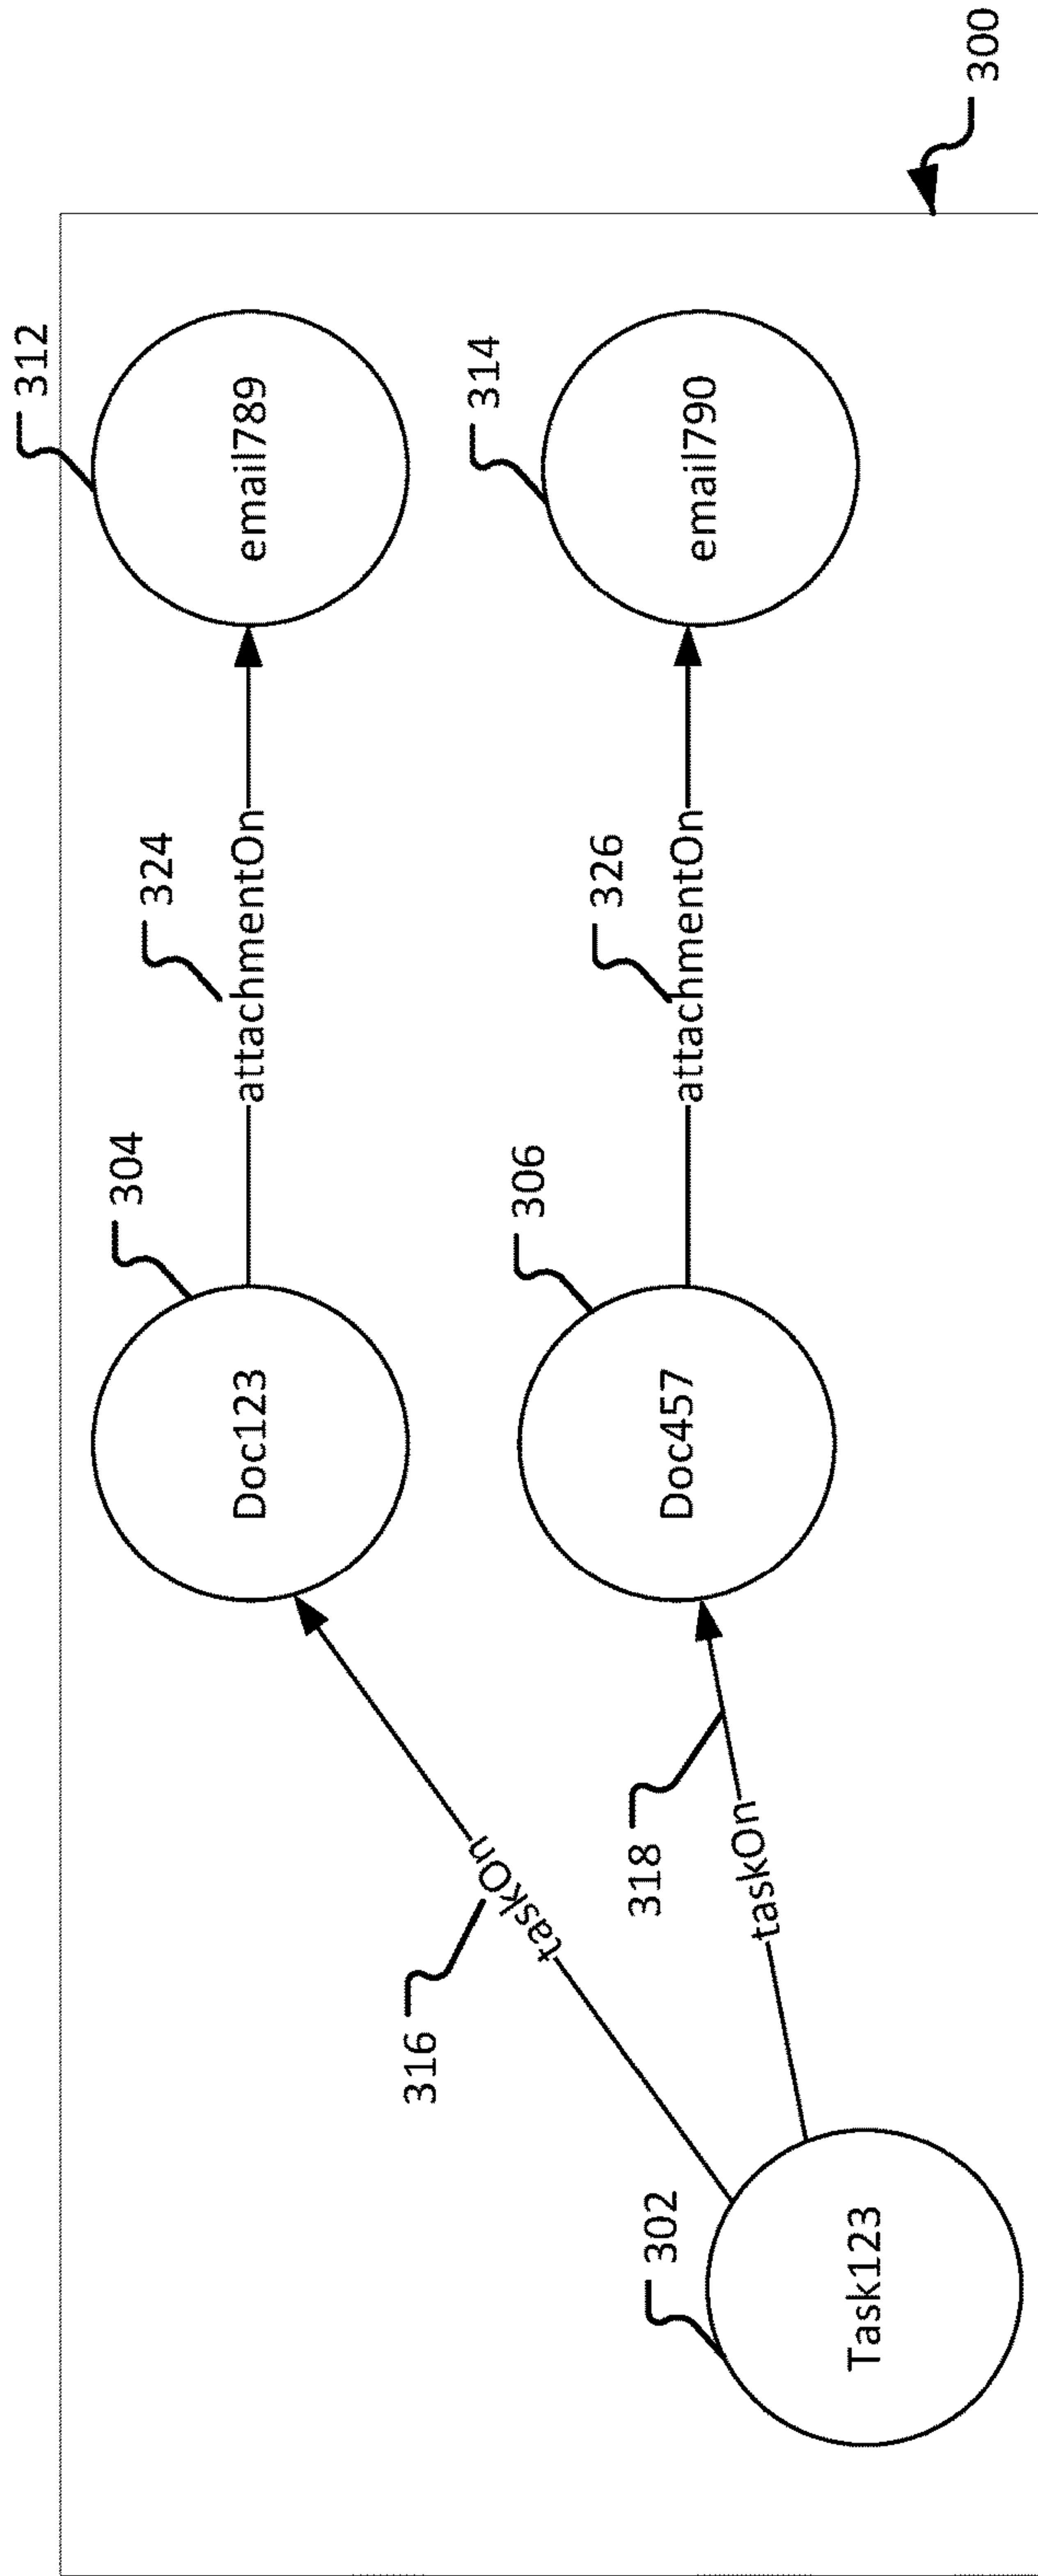 312
324
304
email789
attachmentOn
Doc123
316
taskOn
314
326
306
email790
attachmentOn
Doc457
318
taskOn
302
Task123
300